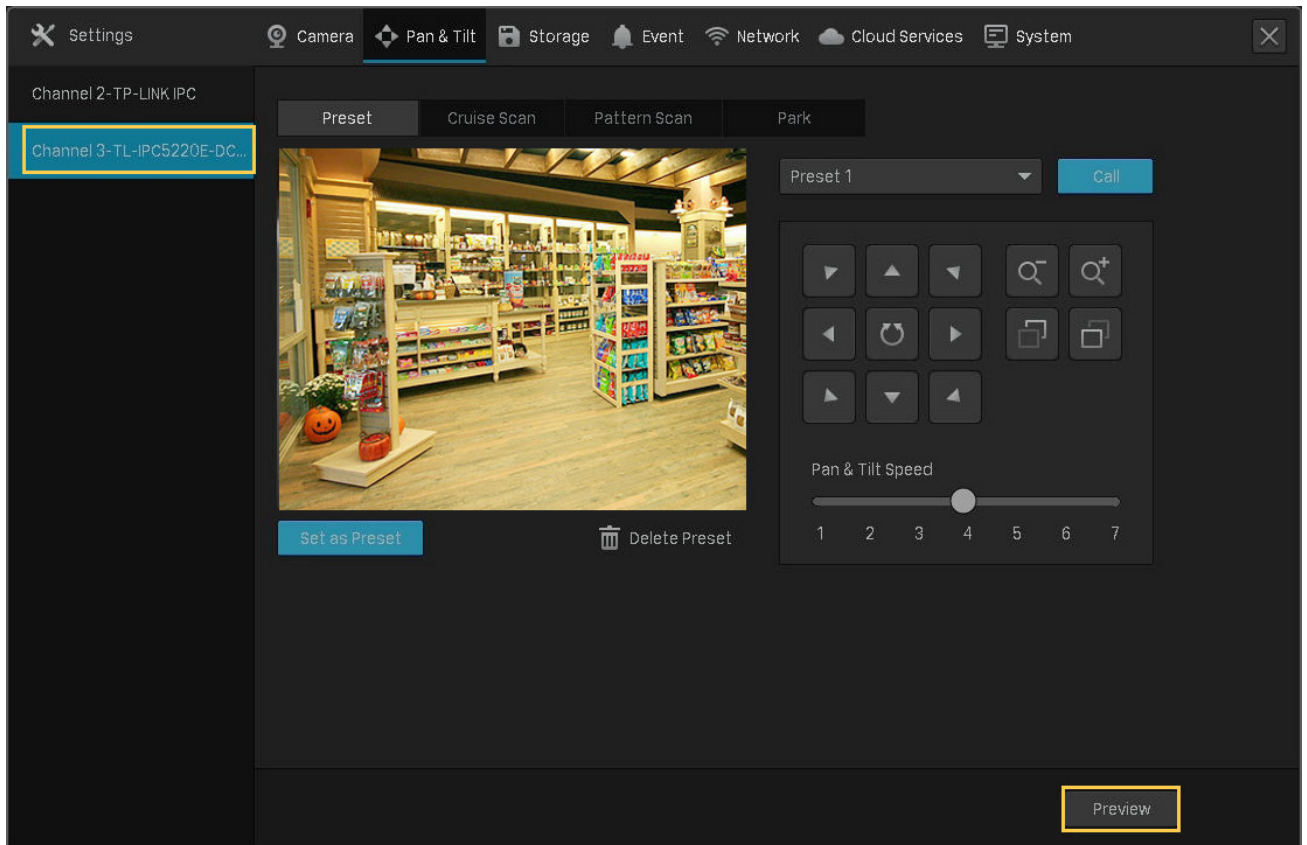 Settings
Camera
Pan & Tilt
Storage
Event
Network
Cloud Services
System
Channel 2-TP-LINK IPC
Channel 3-TL-IPC5220E-DC...
Preset
Cruise Scan
Pattern Scan
Park
Preset 1
Call
Pan & Tilt Speed
1 2 3 4 5 6 7
Set as Preset
Delete Preset
Preview